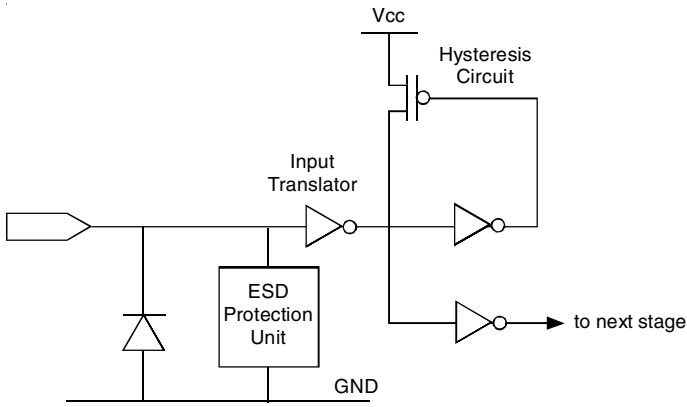 Vcc
Hysteresis
Circuit
Input
Translator
ESD
Protection
Unit
to next stage
GND